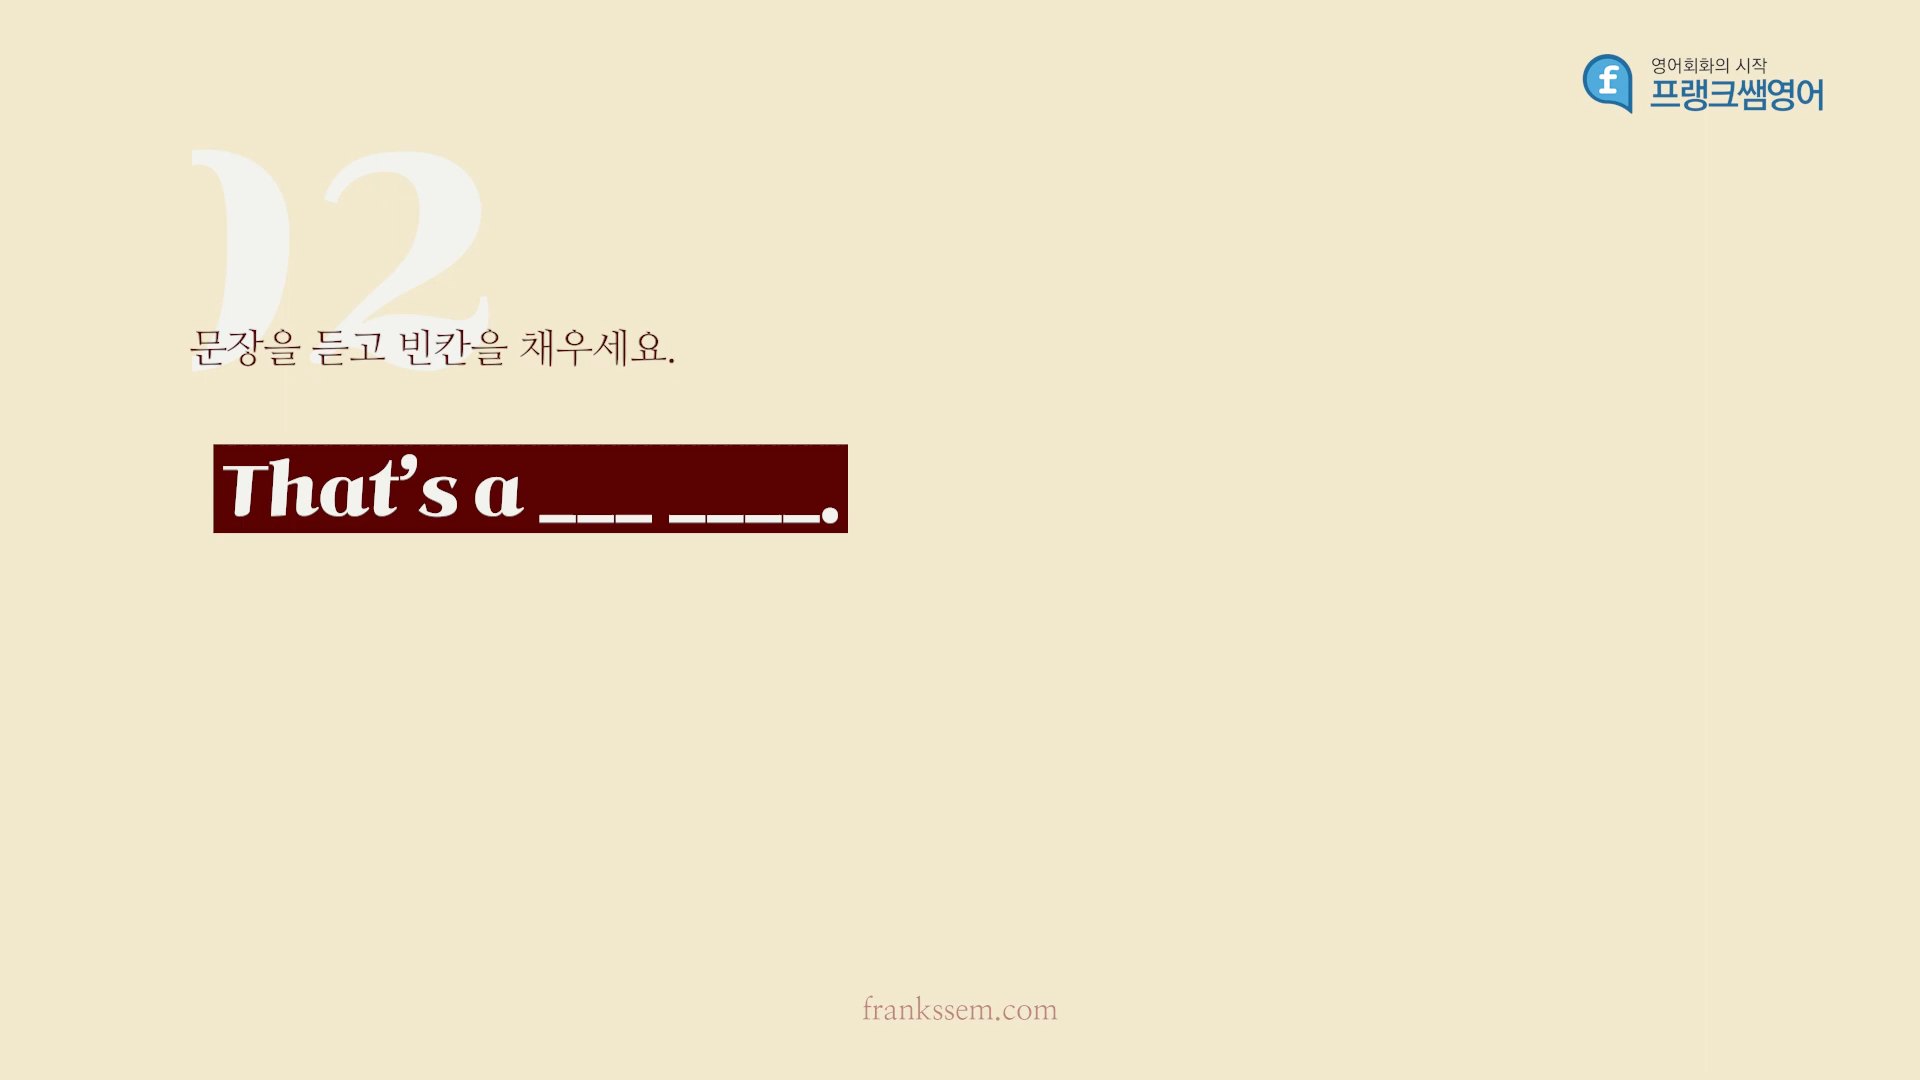 영어회화의 시작
프랭크쌤영어
02
문장을 듣고 빈칸을 채우세요.
That's a ___ ____.
frankssem.com